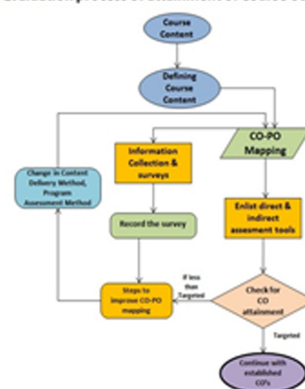 Course
Content
Defining
Course
Content
CO-PO
Mapping
Information
Collection &
surveys
Change in Content
Delivery Method,
Program
Assessment Method
Enlist direct &
indirect
assesment tools
Record the survey
Steps to
improve CO-PO
mapping
If less
than
Targeted
Check for
CO
attainment
Targeted
Continue with
established
CO's